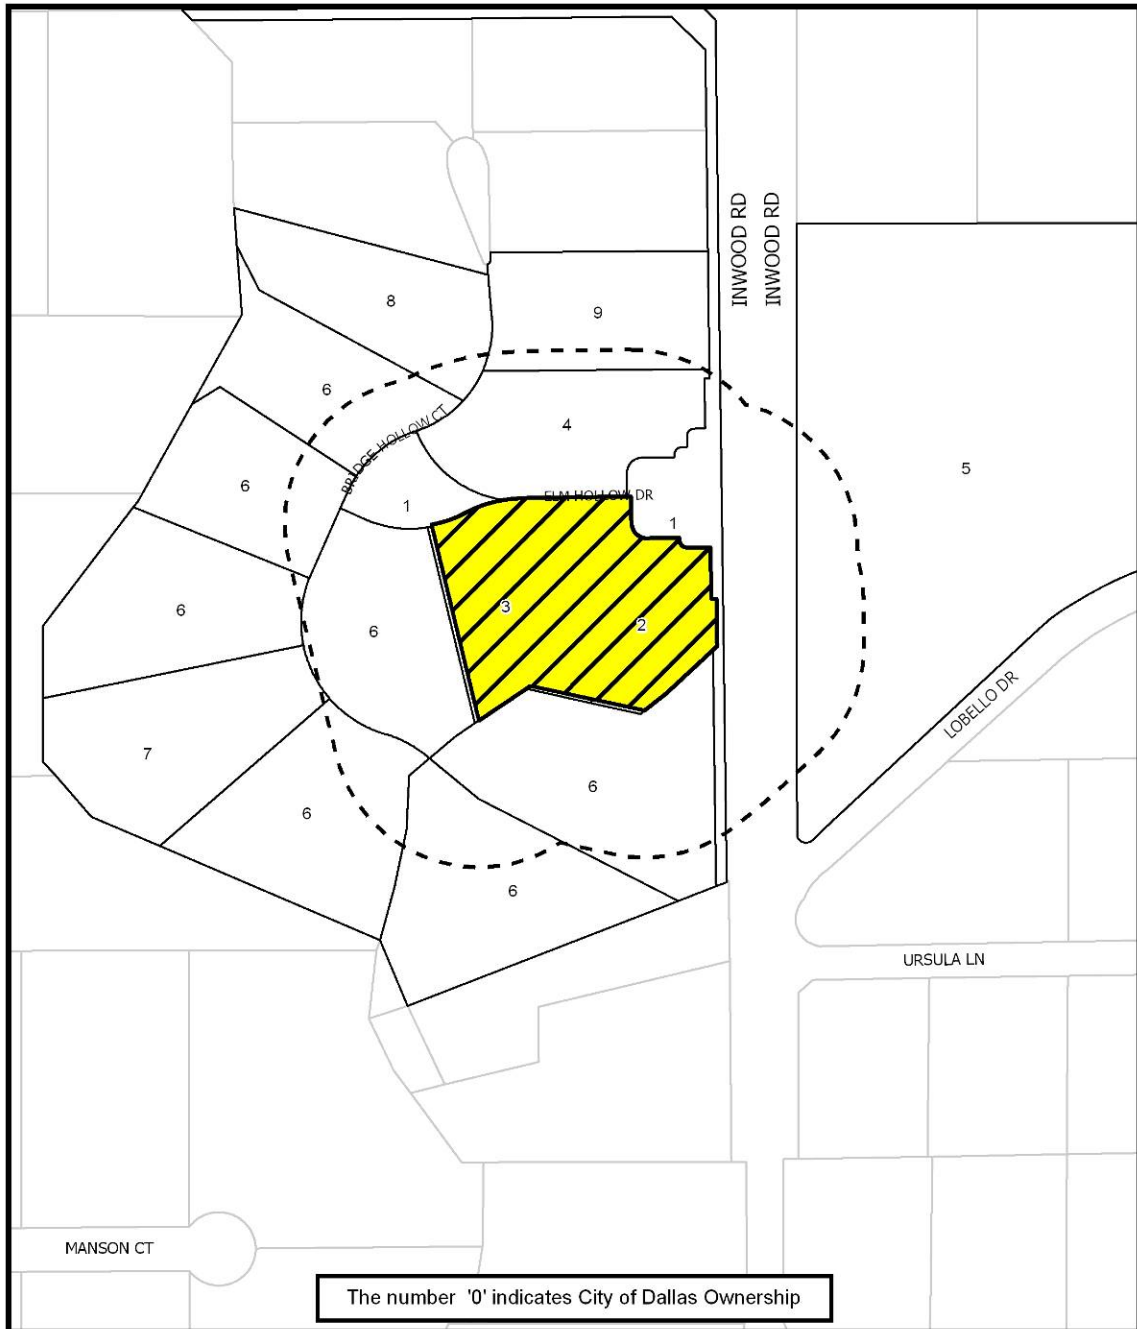 INWOOD RD
INWOOD RD
8
9
6
4
BRIDGE HOLLOW CT
5
6
ELM HOLLOW DR
1
1
3
6
6
2
LOBELLO DR
7
6
6
6
URSULA LN
MANSON CT
The number '0' indicates City of Dallas Ownership